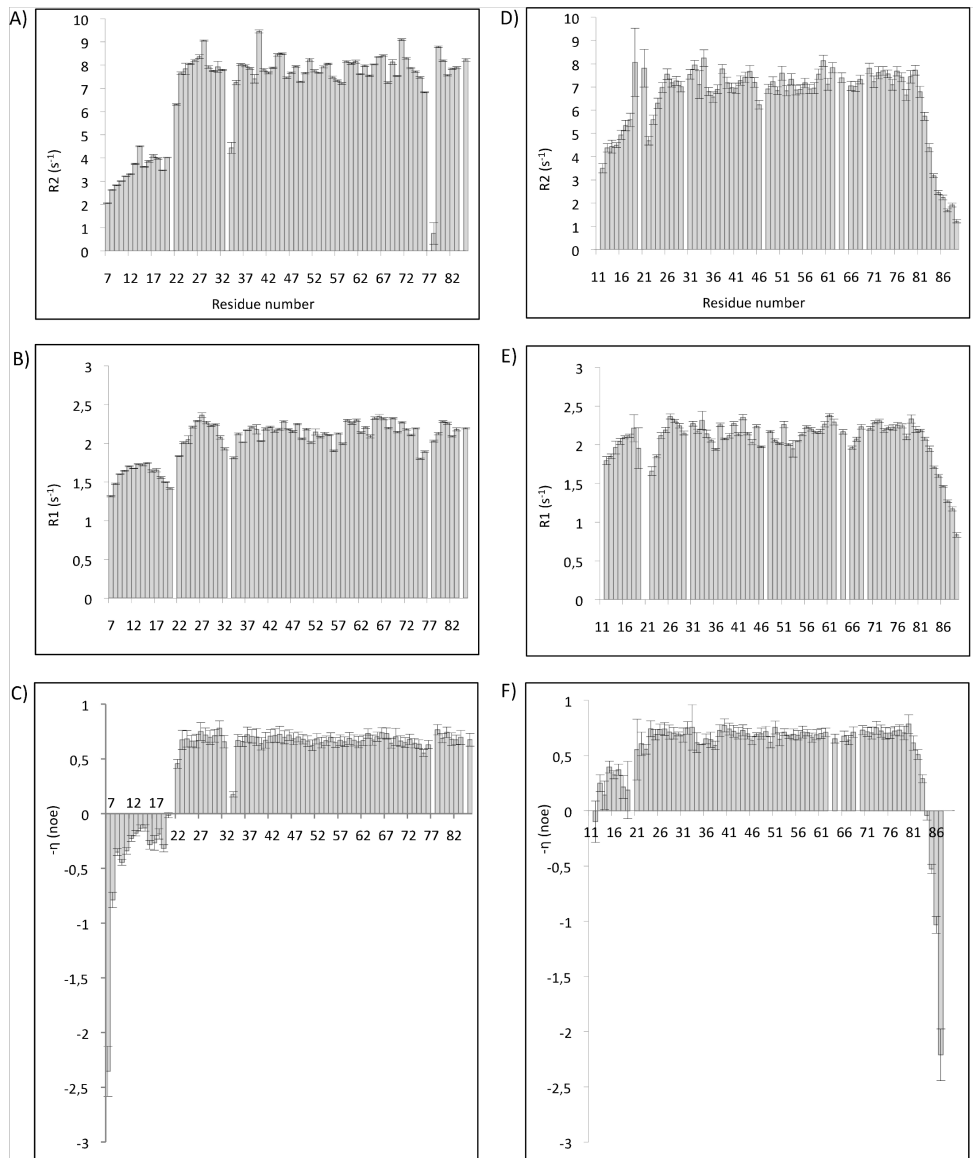 A)
10
9
8
7
6
5
4
3
2
1
0
R2 (s-1)
7 12 17 22 27 32 37 42 47 52 57 62 67 72 77 82
Residue number
D)
10
9
8
7
6
5
4
3
2
1
0
R2 (s-1)
11 16 21 26 31 36 41 46 51 56 61 66 71 76 81 86
Residue number
B)
3
2,5
2
1,5
1
0,5
0
R1 (s-1)
7 12 17 22 27 32 37 42 47 52 57 62 67 72 77 82
E)
3
2,5
2
1,5
1
0,5
0
R1 (s-1)
11 16 21 26 31 36 41 46 51 56 61 66 71 76 81 86
C)
1
0,5
0
-0,5
-1
-1,5
-2
-2,5
-3
-η (noe)
7 12 17
22 27 32 37 42 47 52 57 62 67 72 77 82
F)
1
0,5
0
-0,5
-1
-1,5
-2
-2,5
-3
-η (noe)
11 16 21 26 31 36 41 46 51 56 61 66 71 76 81 86